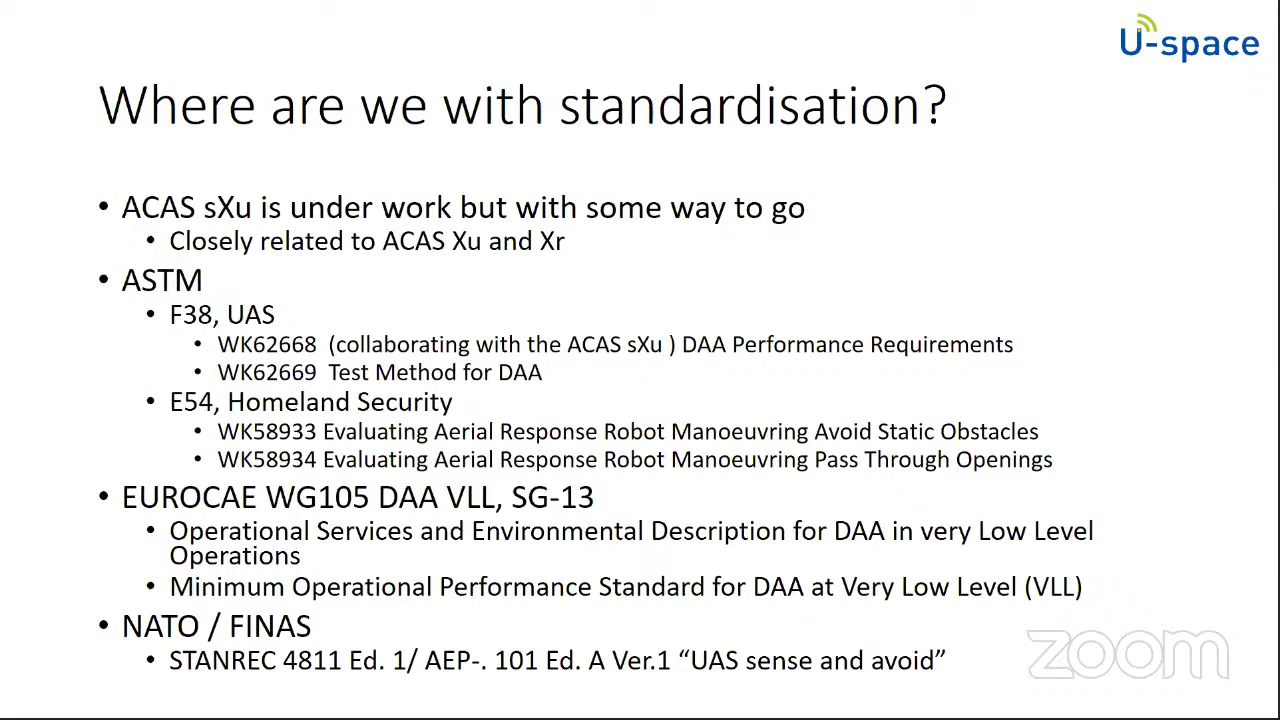 U-space
Where are we with standardisation?
• ACAS sXu is under work but with some way to go
• Closely related to ACAS Xu and Xr
• ASTM
• F38, UAS
• WK62668  (collaborating with the ACAS sXu ) DAA Performance Requirements
• WK62669  Test Method for DAA
• E54, Homeland Security
• WK58933 Evaluating Aerial Response Robot Manoeuvring Avoid Static Obstacles
• WK58934 Evaluating Aerial Response Robot Manoeuvring Pass Through Openings
• EUROCAE WG105 DAA VLL, SG-13
• Operational Services and Environmental Description for DAA in very Low Level
Operations
• Minimum Operational Performance Standard for DAA at Very Low Level (VLL)
• NATO / FINAS
• STANREC 4811 Ed. 1/ AEP-. 101 Ed. A Ver.1 “UAS sense and avoid”
zoom